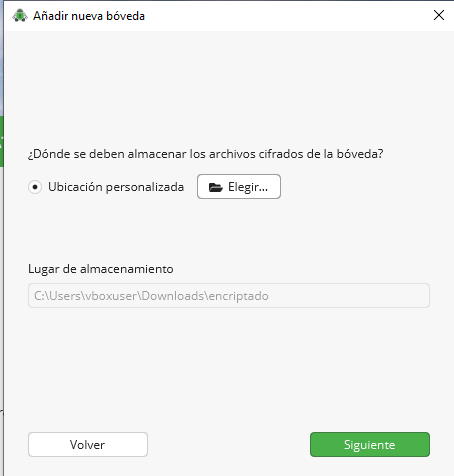 Añadir nueva bóveda
¿Dónde se deben almacenar los archivos cifrados de la bóveda?
Ubicación personalizada
Elegir...
Lugar de almacenamiento
C:\Users\vboxuser\Downloads\encriptado
Volver
Siguiente